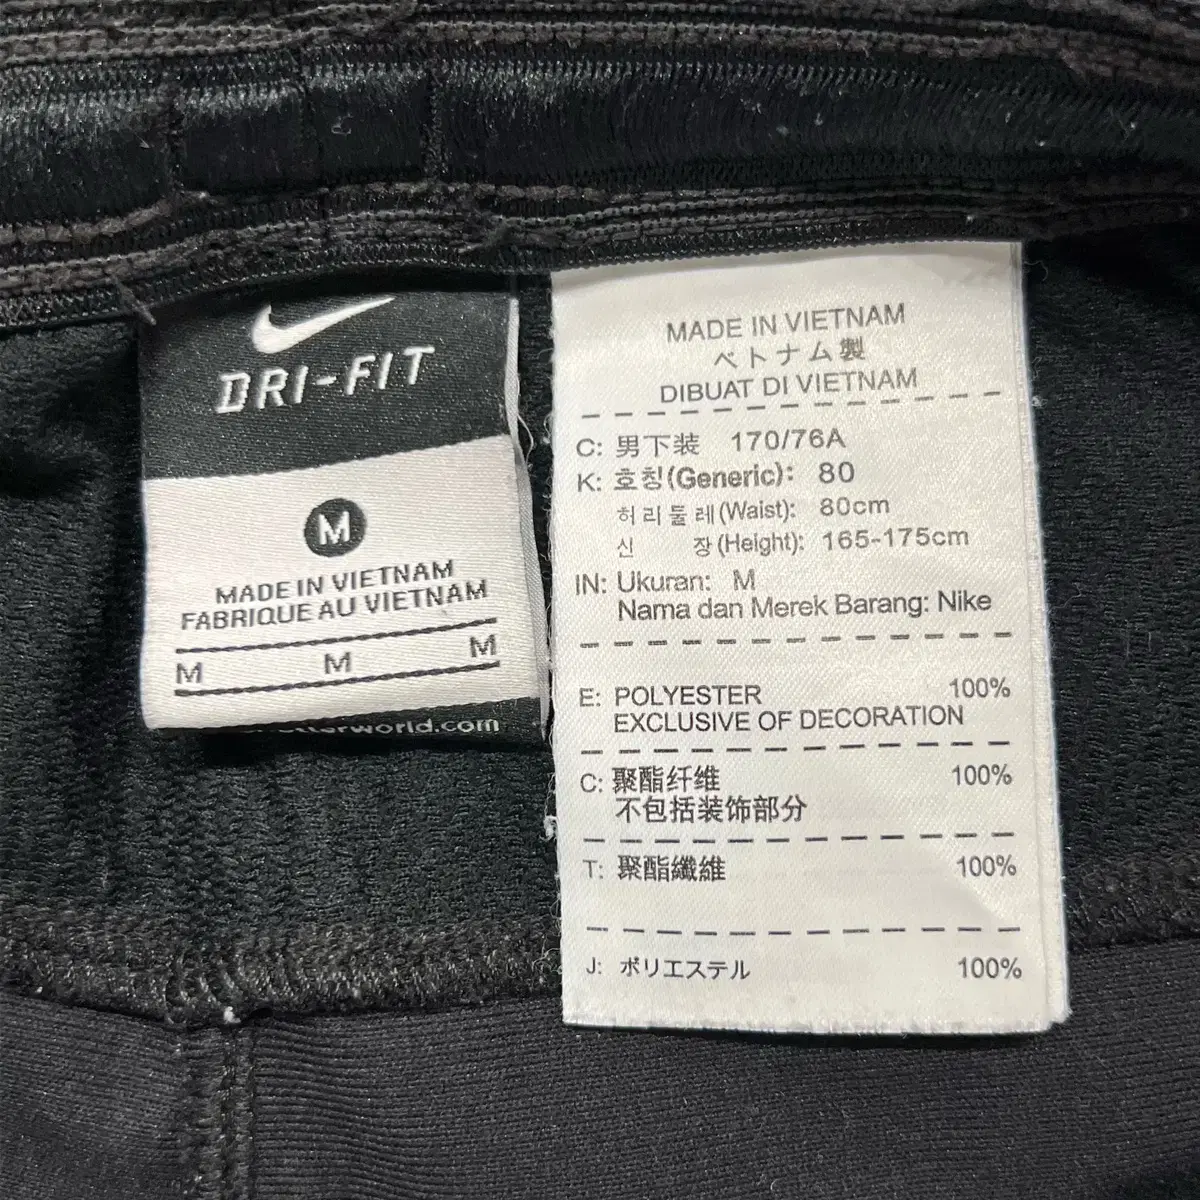 DRI-FIT
M
MADE IN VIETNAM
FABRIQUE AU VIETNAM
M M M
MADE IN VIETNAM
ベトナム製
DIBUAT DI VIETNAM
C: 男下装 170/76A
K: 호칭(Generic): 80
허리둘레(Waist): 80cm
신 장(Height): 165-175cm
IN: Ukuran: M
Nama dan Merek Barang: Nike
E: POLYESTER 100%
EXCLUSIVE OF DECORATION
C: 聚酯纤维 100%
不包括装饰部分
T: 聚酯纖維 100%
J: ポリエステル 100%